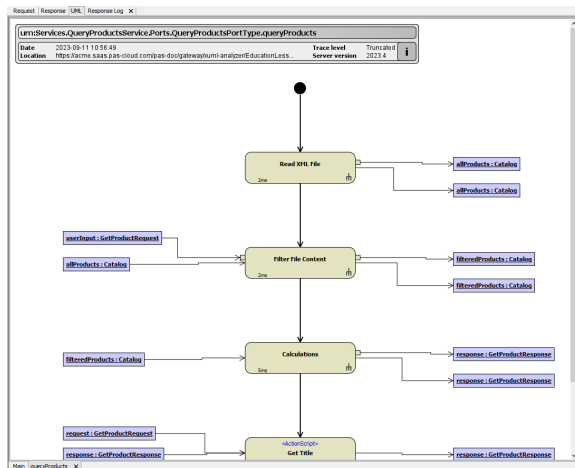 Request Response UML Response Log X
urn:Services.QueryProductsService.Ports.QueryProductsPortType.queryProducts
Date 2023-09-11 10:56:49 Trace level Truncated
Location https://acme.saas.pas-cloud.com/pas-doc/gateway/xuml-analyzer/EducationLess... Server version 2023.4
i
Read XML File
2ms
allProducts : Catalog
allProducts : Catalog
userInput : GetProductRequest
allProducts : Catalog
Filter File Content
2ms
filteredProducts : Catalog
filteredProducts : Catalog
filteredProducts : Catalog
Calculations
5ms
response : GetProductResponse
response : GetProductResponse
request : GetProductRequest
response : GetProductResponse
<ActionScript>
Get Title
response : GetProductResponse
Main queryProducts X